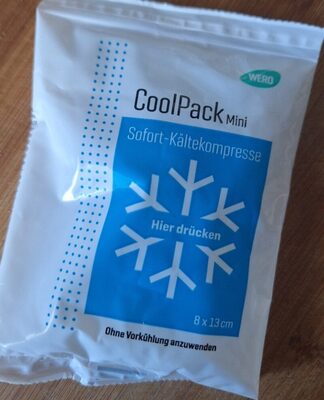 WERO
CoolPack Mini
Sofort-Kältekompresse
Hier drücken
8 x 13 cm
Ohne Vorkühlung anzuwenden